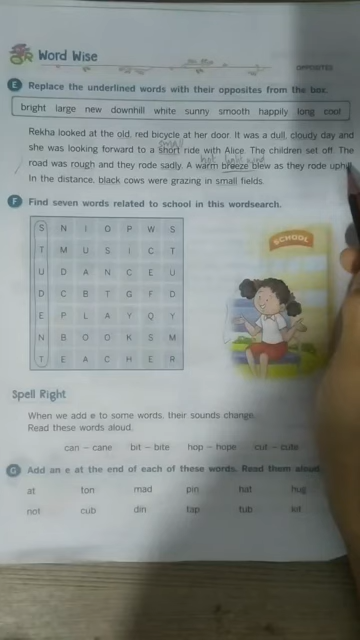 Word Wise
OPPOSITES
E Replace the underlined words with their opposites from the box.
bright large new downhill white sunny smooth happily long cool
Rekha looked at the old, red bicycle at her door. It was a dull, cloudy day and
she was looking forward to a short ride with Alice. The children set off. The
road was rough and they rode sadly. A warm breeze blew as they rode uphill.
In the distance, black cows were grazing in small fields.
F Find seven words related to school in this wordsearch.
S N I O P W S
T M U S I C T
U D A N C E U
D C B T G F D
E P L A Y Q Y
N B O O K S M
T E A C H E R
SCHOOL
Spell Right
When we add e to some words, their sounds change.
Read these words aloud.
can – cane bit – bite hop – hope cut – cute
G Add an e at the end of each of these words. Read them aloud.
at ton mad pin hat hug
not cub din tap tub kit